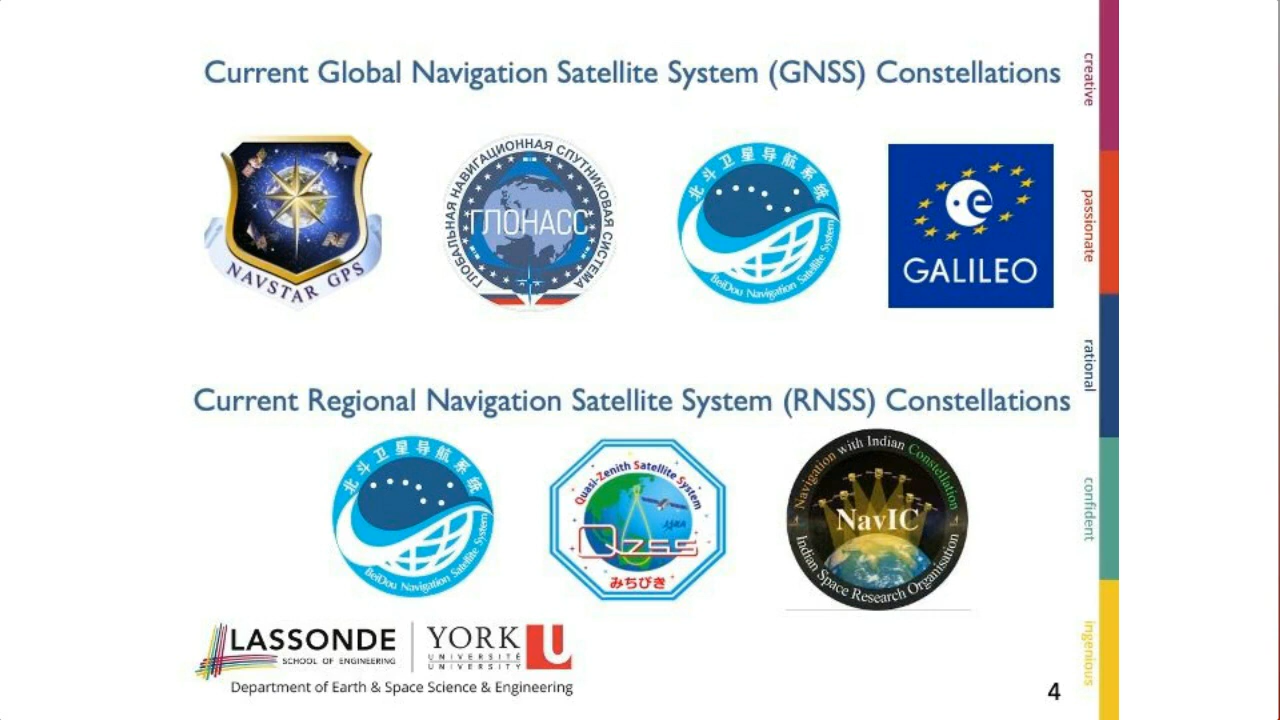 Current Global Navigation Satellite System (GNSS) Constellations
NAVSTAR GPS
ГЛОБАЛЬНАЯ НАВИГАЦИОННАЯ СПУТНИКОВАЯ СИСТЕМА
ГЛОНАСС
北斗卫星导航系统
BeiDou Navigation Satellite System
e
GALILEO
Current Regional Navigation Satellite System (RNSS) Constellations
北斗卫星导航系统
BeiDou Navigation Satellite System
Quasi-Zenith Satellite System
QZSS
みちびき
Navigation with Indian Constellation
NavIC
Indian Space Research Organisation
LASSONDE
SCHOOL OF ENGINEERING
YORK U
UNIVERSITÉ
UNIVERSITY
Department of Earth & Space Science & Engineering
4
creative
passionate
rational
confident
ingenious